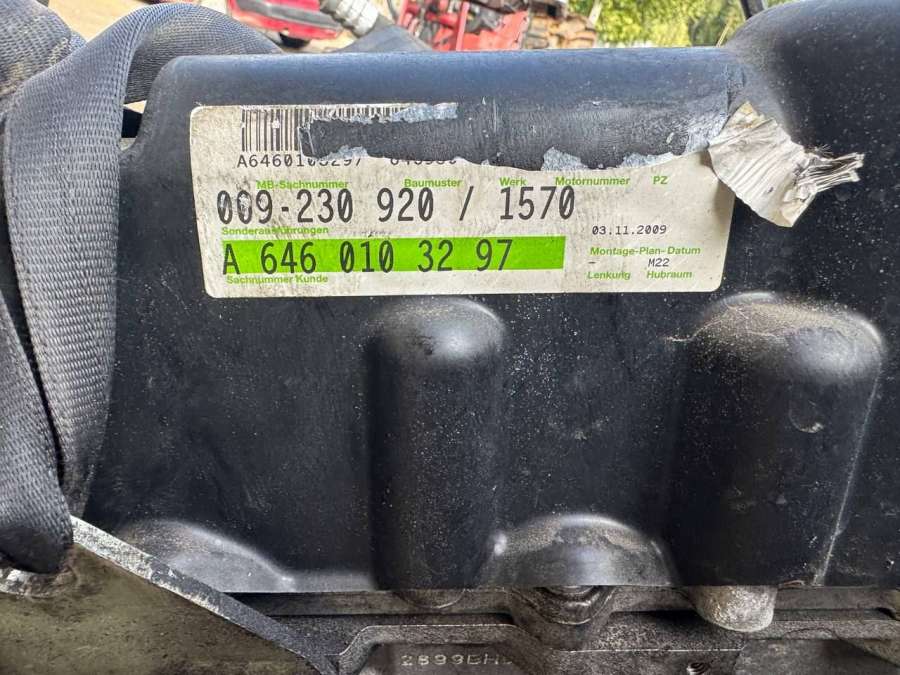 A6460103297
MB-Sachnummer Baumuster Werk Motornummer PZ
009-230 920 / 1570
Sonderausführungen
03.11.2009
A 646 010 32 97
Montage-Plan-Datum
- M22
Sachnummer Kunde
Lenkung Hubraum